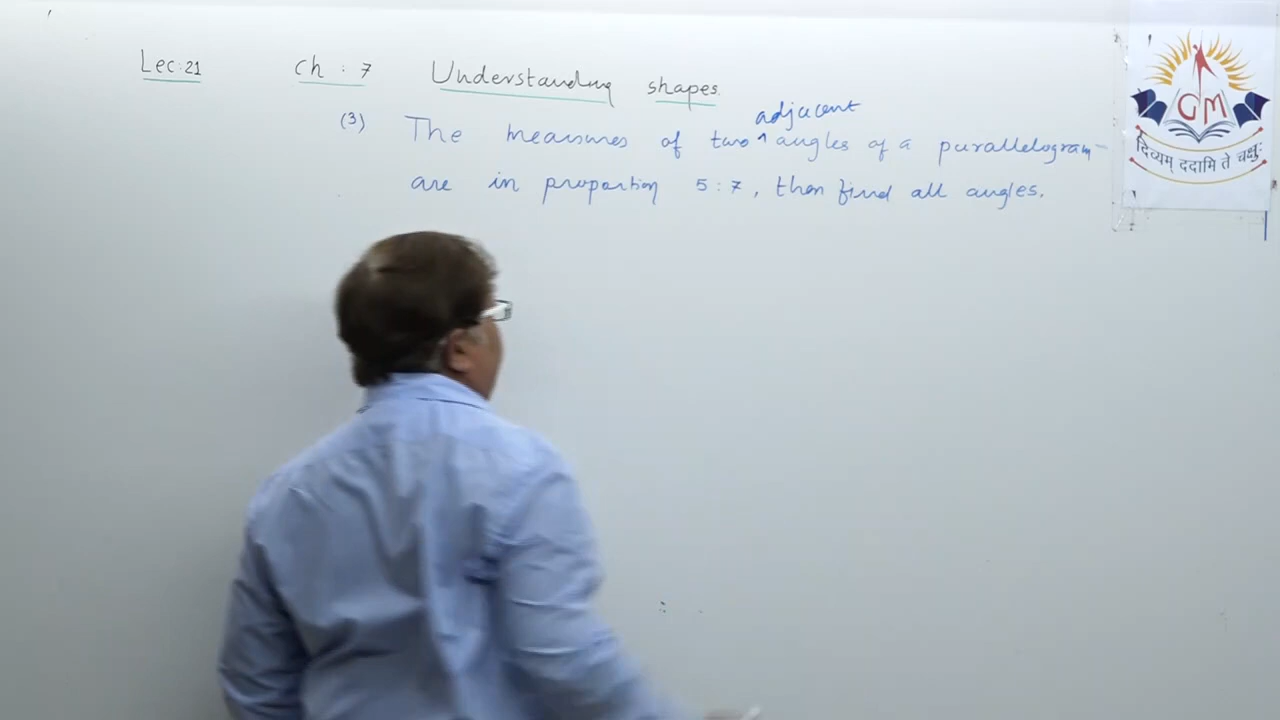 Lec:21 ch : 7 Understanding shapes.
adjacent
(3) The measures of two ^ angles of a parallelogram
are in proportion 5 : 7 , then find all angles.
GM
दिव्यम् ददामि ते चक्षुः